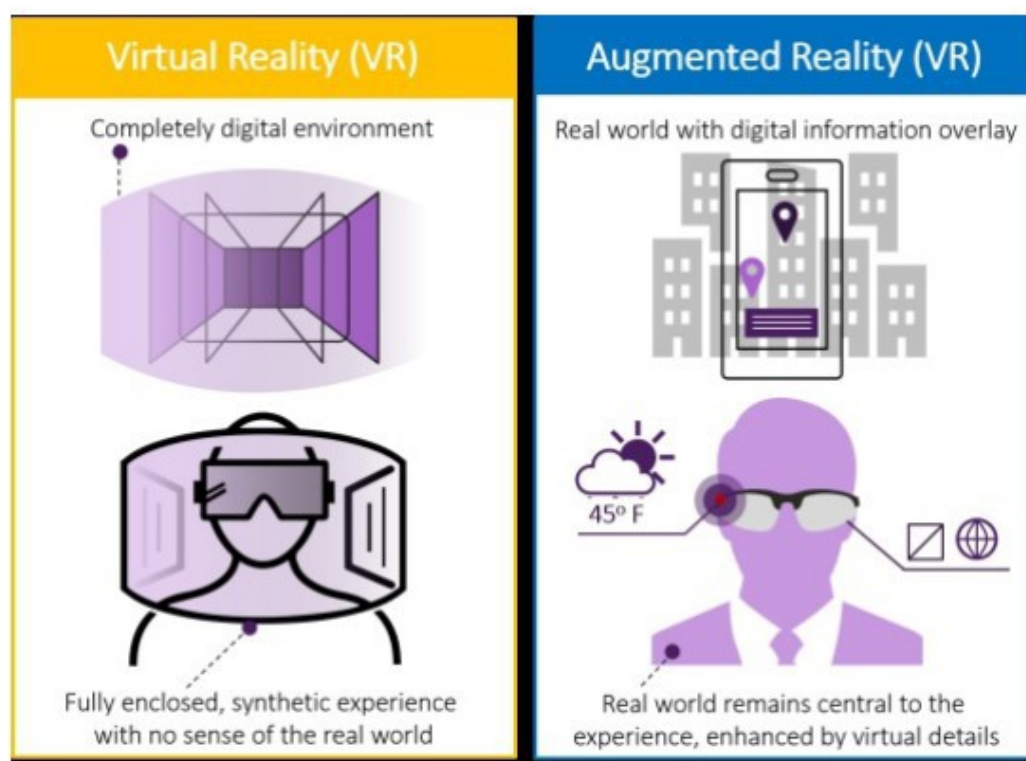 Virtual Reality (VR)
Completely digital environment
Fully enclosed, synthetic experience
with no sense of the real world
Augmented Reality (VR)
Real world with digital information overlay
45º F
Real world remains central to the
experience, enhanced by virtual details